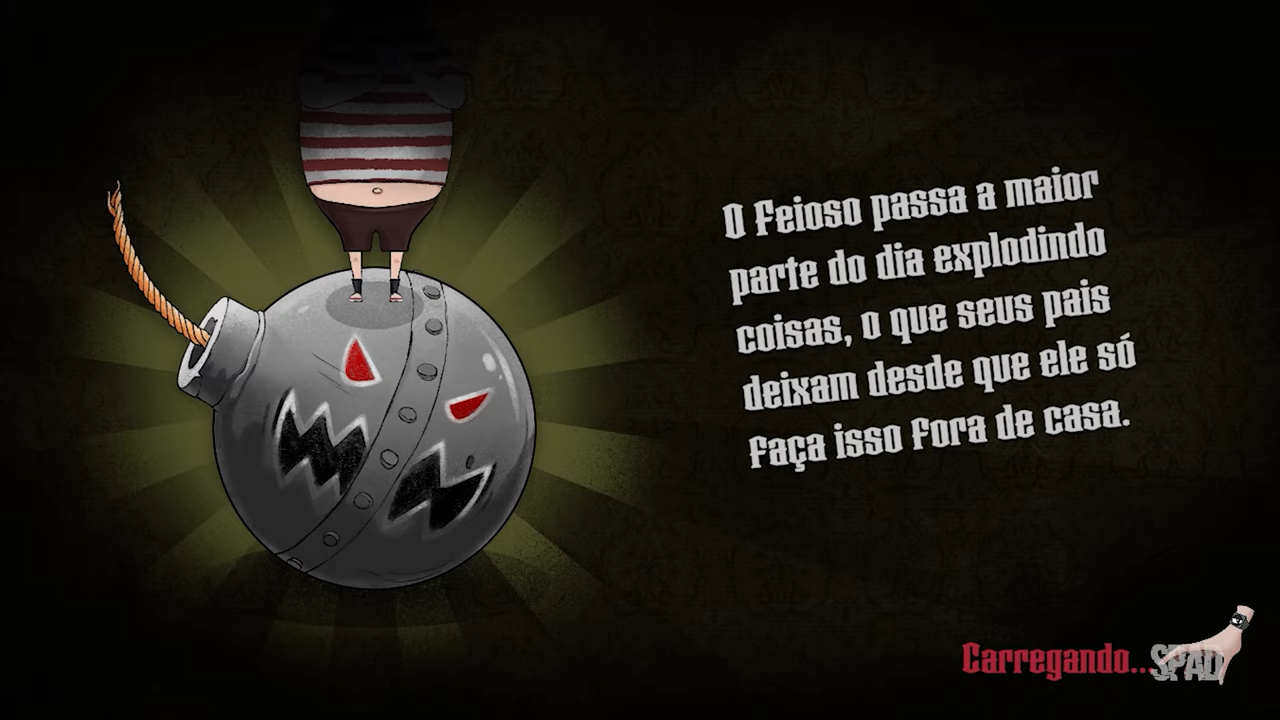 O Feioso passa a maior
parte do dia explodindo
coisas, o que seus pais
deixam desde que ele só
faça isso fora de casa.
Carregando...
SPAD